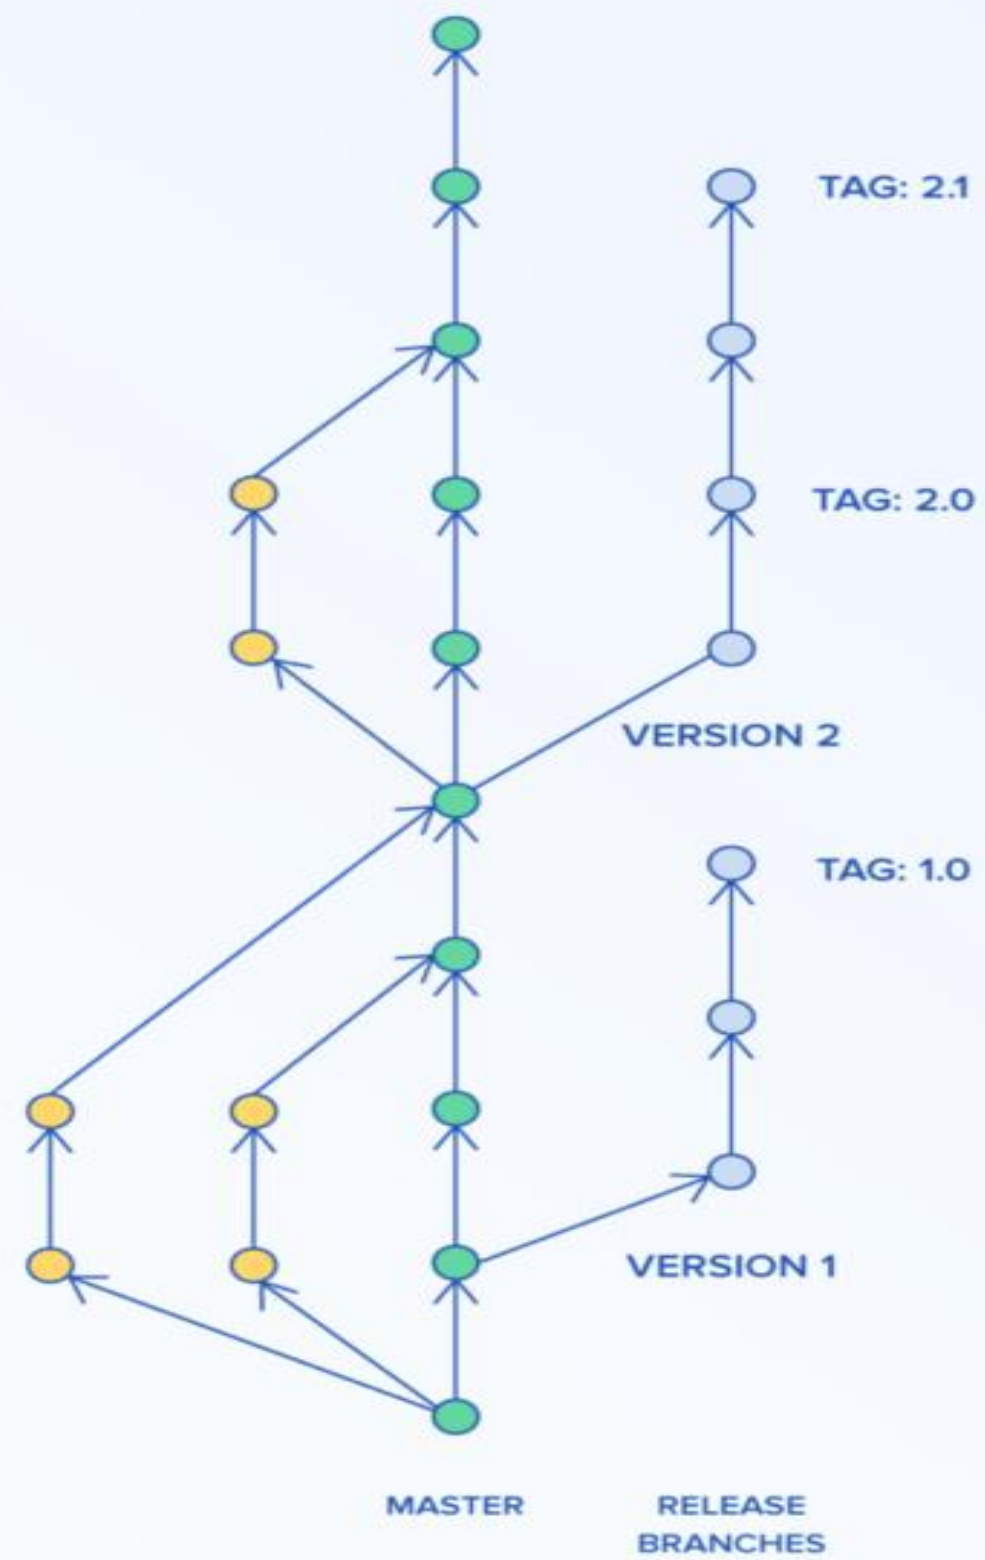 TAG: 2.1
TAG: 2.0
VERSION 2
TAG: 1.0
VERSION 1
MASTER
RELEASE
BRANCHES